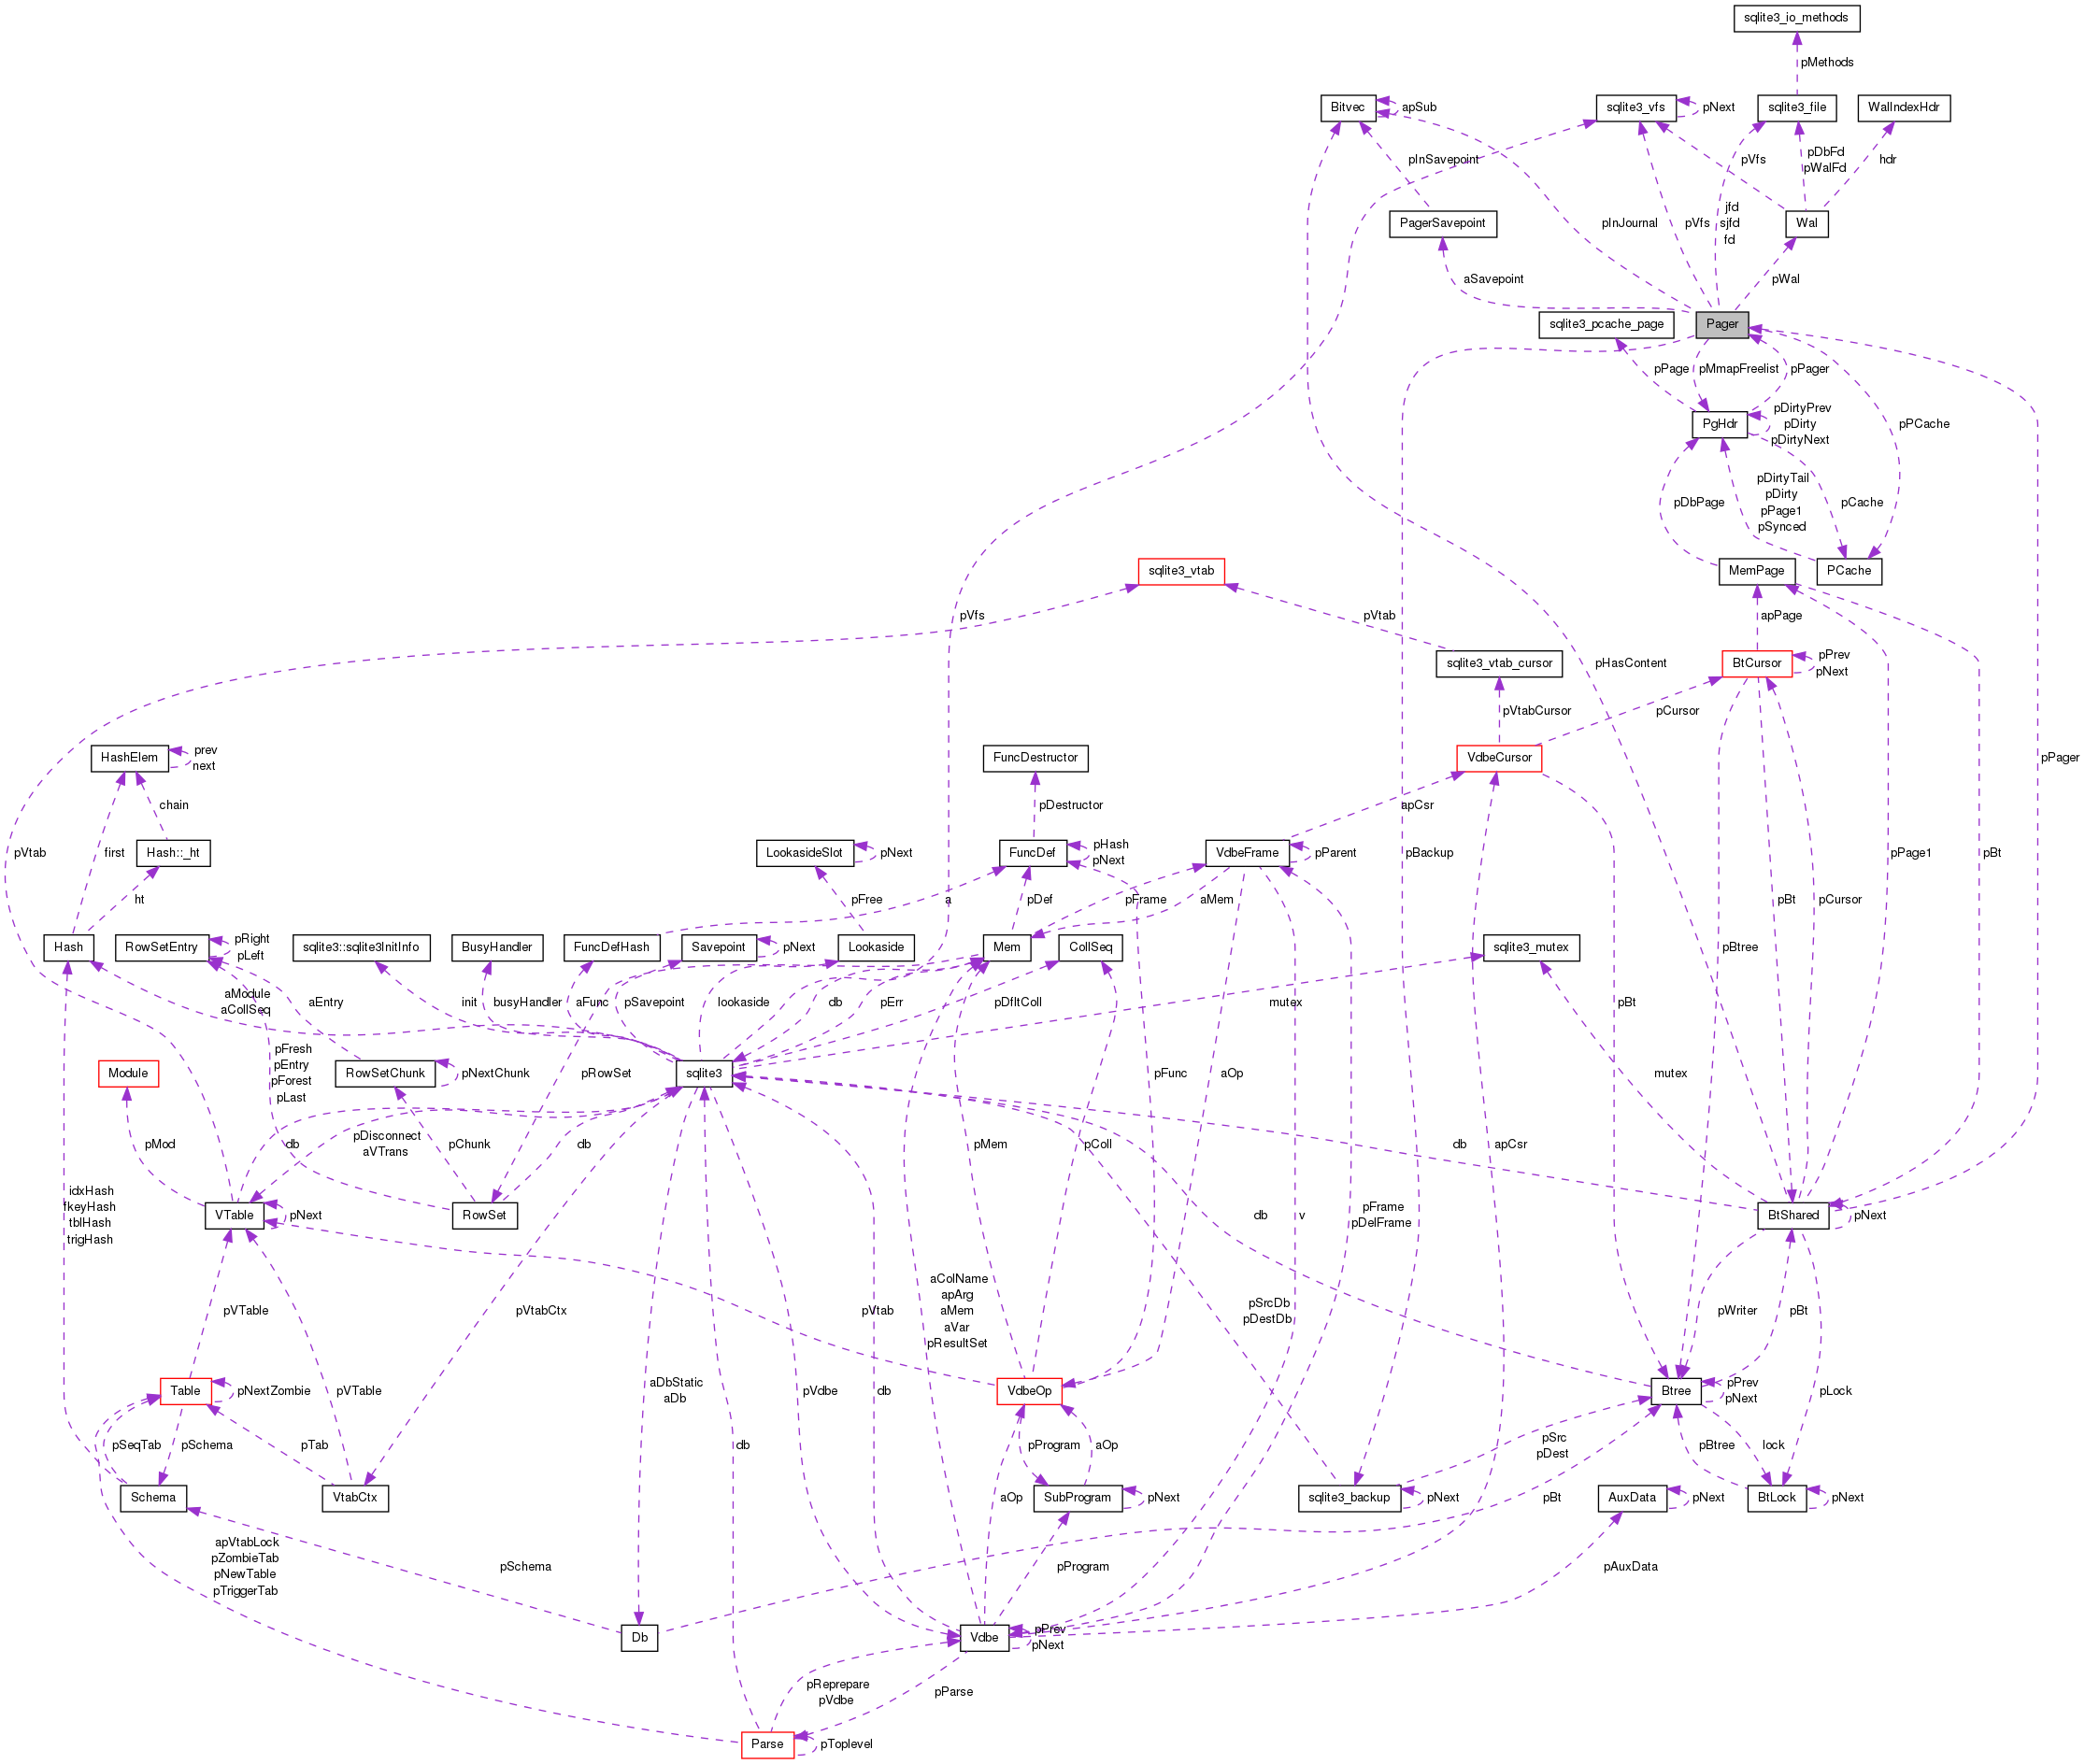 sqlite3_io_methods
pMethods
Bitvec
apSub
sqlite3_vfs
pNext
sqlite3_file
WalIndexHdr
pInSavepoint
pVfs
pDbFd
pWalFd
hdr
PagerSavepoint
pInJournal
pVfs
jfd
sjfd
fd
Wal
aSavepoint
pWal
sqlite3_pcache_page
Pager
pPage
pMmapFreelist
pPager
PgHdr
pDirtyPrev
pDirty
pDirtyNext
pPCache
pDbPage
pDirtyTail
pDirty
pPage1
pSynced
pCache
sqlite3_vtab
MemPage
PCache
pVfs
pVtab
apPage
sqlite3_vtab_cursor
pHasContent
BtCursor
pPrev
pNext
pVtabCursor
pCursor
HashElem
prev
next
FuncDestructor
VdbeCursor
pPager
chain
pDestructor
apCsr
pVtab
first
Hash::_ht
LookasideSlot
pNext
FuncDef
pHash
pNext
VdbeFrame
pParent
pBackup
pPage1
pBt
ht
pFree
a
pDef
pFrame
aMem
pBt
pCursor
Hash
RowSetEntry
pRight
pLeft
sqlite3::sqlite3InitInfo
BusyHandler
FuncDefHash
Savepoint
pNext
Lookaside
Mem
CollSeq
sqlite3_mutex
pBtree
aModule
aCollSeq
aEntry
init
busyHandler
aFunc
pSavepoint
lookaside
db
pErr
pDfltColl
mutex
pBt
pFresh
pEntry
pForest
pLast
Module
RowSetChunk
pNextChunk
pRowSet
sqlite3
pFunc
aOp
mutex
pMod
db
pDisconnect
aVTrans
pChunk
db
pMem
pColl
apCsr
db
idxHash
fkeyHash
tblHash
trigHash
VTable
pNext
RowSet
db
v
pFrame
pDelFrame
BtShared
pNext
pVTable
pVtabCtx
aColName
apArg
aMem
aVar
pResultSet
pVtab
pSrcDb
pDestDb
pWriter
pBt
Table
pNextZombie
pVTable
aDbStatic
aDb
pVdbe
db
VdbeOp
Btree
pPrev
pNext
pLock
pSeqTab
pSchema
pTab
db
pProgram
aOp
pSrc
pDest
pBtree
lock
Schema
VtabCtx
aOp
SubProgram
pNext
sqlite3_backup
pNext
pBt
AuxData
pNext
BtLock
pNext
apVtabLock
pZombieTab
pNewTable
pTriggerTab
pSchema
pProgram
pAuxData
Db
Vdbe
pPrev
pNext
pReprepare
pVdbe
pParse
Parse
pToplevel